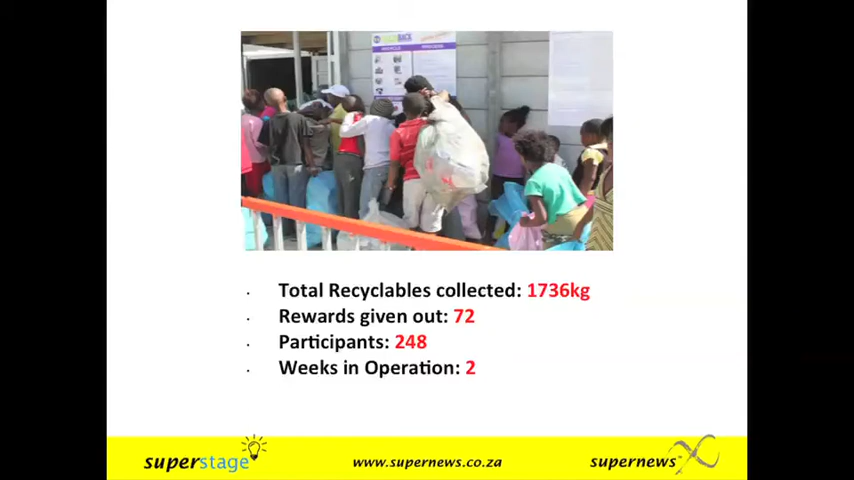 Total Recyclables collected: 1736kg
Rewards given out: 72
Participants: 248
Weeks in Operation: 2
superstage
www.supernews.co.za
supernews